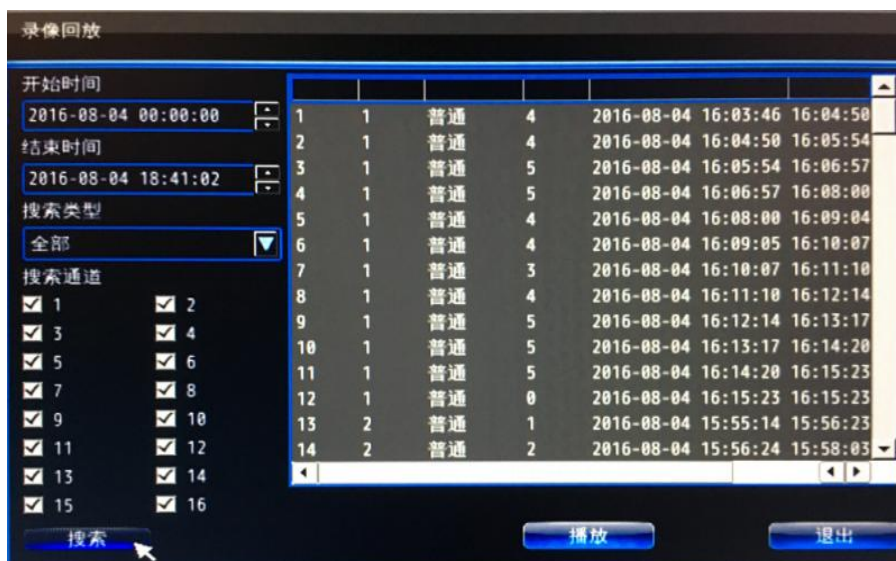 录像回放
开始时间
2016-08-04 00:00:00
结束时间
2016-08-04 18:41:02
搜索类型
全部
搜索通道
1 2
3 4
5 6
7 8
9 10
11 12
13 14
15 16
搜索
1 1 普通 4 2016-08-04 16:03:46 16:04:50
2 1 普通 4 2016-08-04 16:04:50 16:05:54
3 1 普通 5 2016-08-04 16:05:54 16:06:57
4 1 普通 5 2016-08-04 16:06:57 16:08:00
5 1 普通 4 2016-08-04 16:08:00 16:09:04
6 1 普通 4 2016-08-04 16:09:05 16:10:07
7 1 普通 3 2016-08-04 16:10:07 16:11:10
8 1 普通 4 2016-08-04 16:11:10 16:12:14
9 1 普通 5 2016-08-04 16:12:14 16:13:17
10 1 普通 5 2016-08-04 16:13:17 16:14:20
11 1 普通 5 2016-08-04 16:14:20 16:15:23
12 1 普通 0 2016-08-04 16:15:23 16:15:23
13 2 普通 1 2016-08-04 15:55:14 15:56:23
14 2 普通 2 2016-08-04 15:56:24 15:58:03
播放
退出